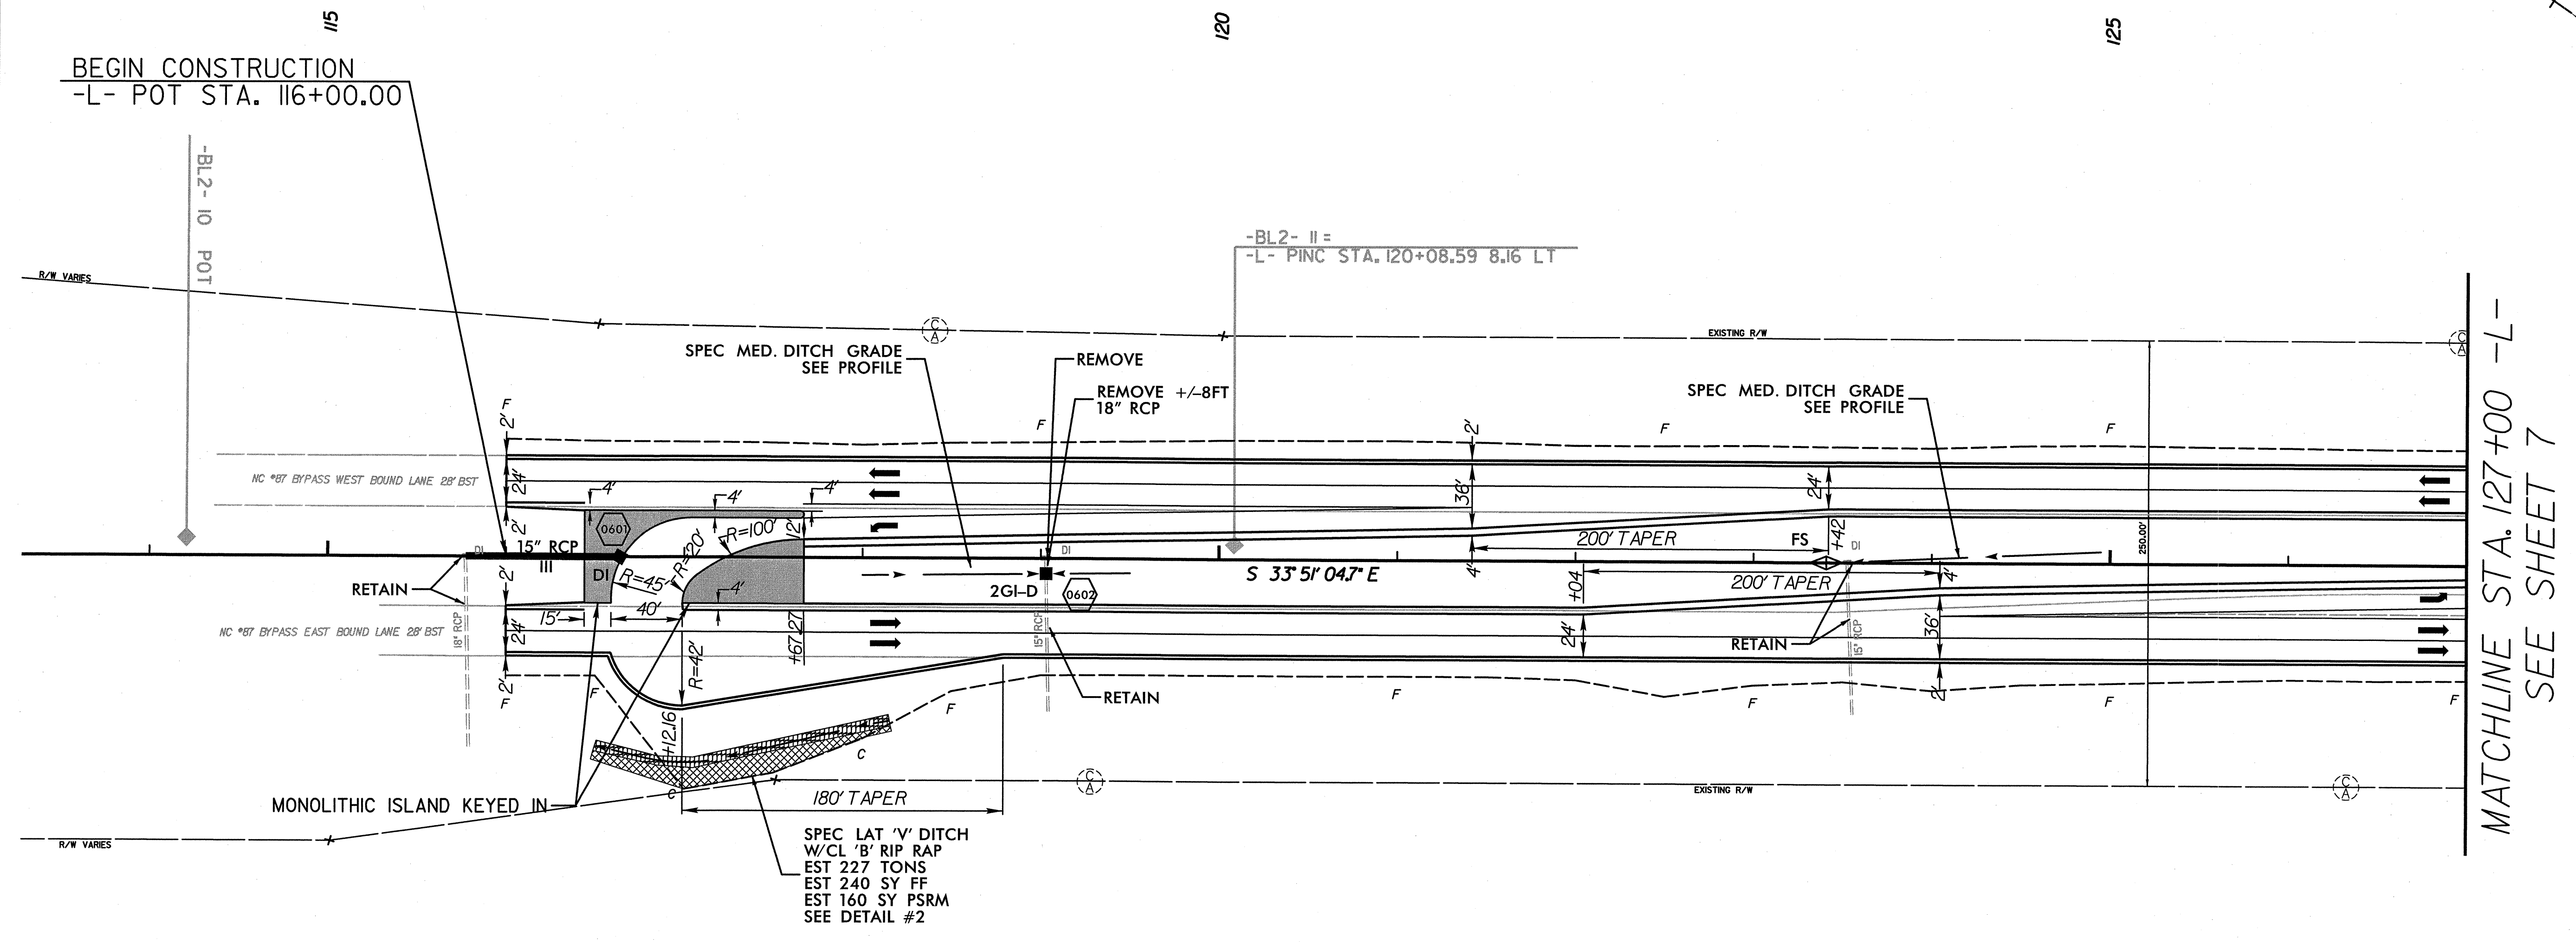 115
120
125
BEGIN CONSTRUCTION
-L- POT STA. 116+00.00
-BL2- 10 POT
-BL2- 11 =
-L- PINC STA. 120+08.59 8.16 LT
R/W VARIES
C
A
EXISTING R/W
C
A
SPEC MED. DITCH GRADE
SEE PROFILE
REMOVE
REMOVE +/-8FT
18" RCP
SPEC MED. DITCH GRADE
SEE PROFILE
250.00'
MATCHLINE STA. 127+00 -L-
SEE SHEET 7
F
2'
F
2'
F
F
NC #87 BYPASS WEST BOUND LANE 28' BST
24'
4'
4'
4'
36'
24'
2'
0601
R=100'
12'
+42
DI
15" RCP
III
DI
200' TAPER
FS
DI
RETAIN
2'
DI
R=45'
R=20'
4'
2GI-D
0602
S 33° 51' 04.7" E
4'
+04
200' TAPER
4'
15'
40'
NC #87 BYPASS EAST BOUND LANE 28' BST
18" RCP
24'
+67.27
15" RCP
24'
RETAIN
15" RCP
36'
2'
F
F
R=42'
F
RETAIN
F
F
2'
F
F
+12.16
C
C
MONOLITHIC ISLAND KEYED IN
180' TAPER
C
A
EXISTING R/W
C
A
R/W VARIES
SPEC LAT 'V' DITCH
W/CL 'B' RIP RAP
EST 227 TONS
EST 240 SY FF
EST 160 SY PSRM
SEE DETAIL #2